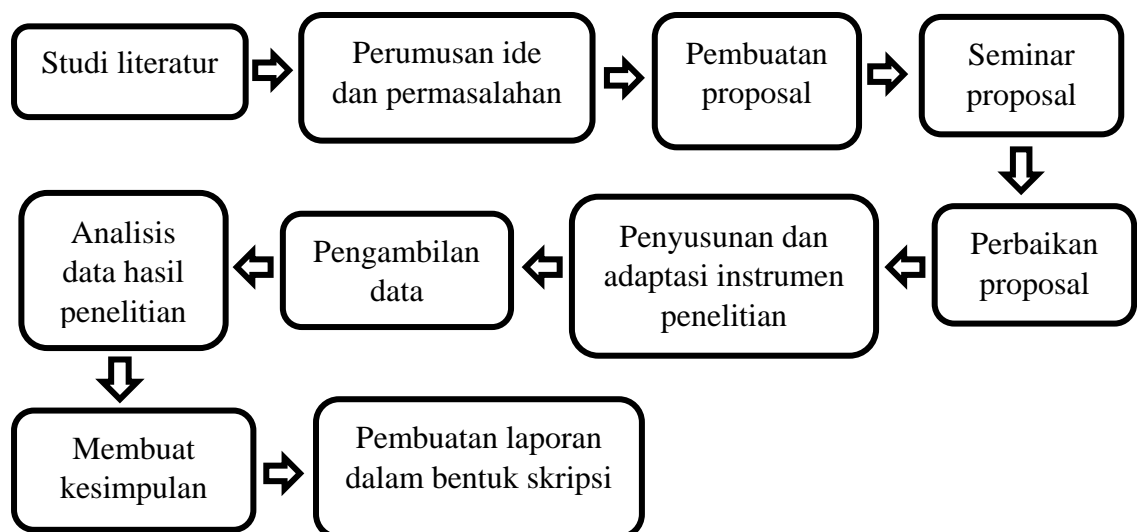 Studi literatur
Perumusan ide
dan permasalahan
Pembuatan
proposal
Seminar
proposal
Perbaikan
proposal
Penyusunan dan
adaptasi instrumen
penelitian
Pengambilan
data
Analisis
data hasil
penelitian
Membuat
kesimpulan
Pembuatan laporan
dalam bentuk skripsi